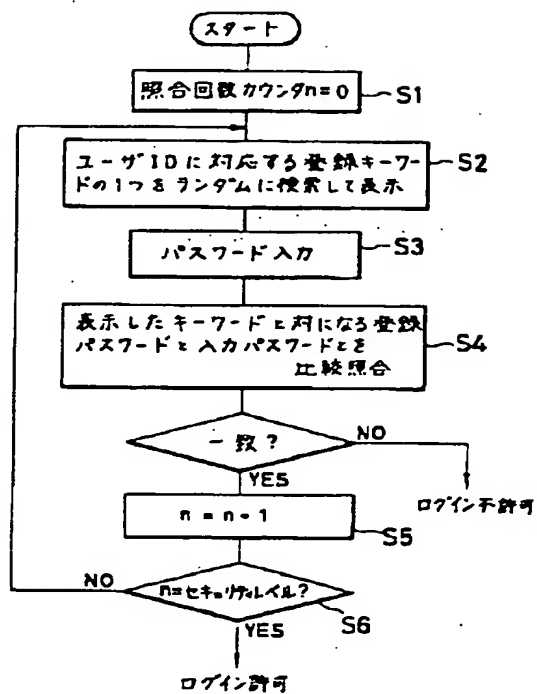 スタート
照合回数カウンタn=0
S1
ユーザIDに対応する登録キーワー
ドの1つをランダムに検索して表示
S2
パスワード入力
S3
表示したキーワードと対になる登録
パスワードと入力パスワードとを
比較照合
S4
一致?
NO
YES
ログイン不許可
n = n - 1
S5
NO
n=セキュリティレベル?
S6
YES
ログイン許可